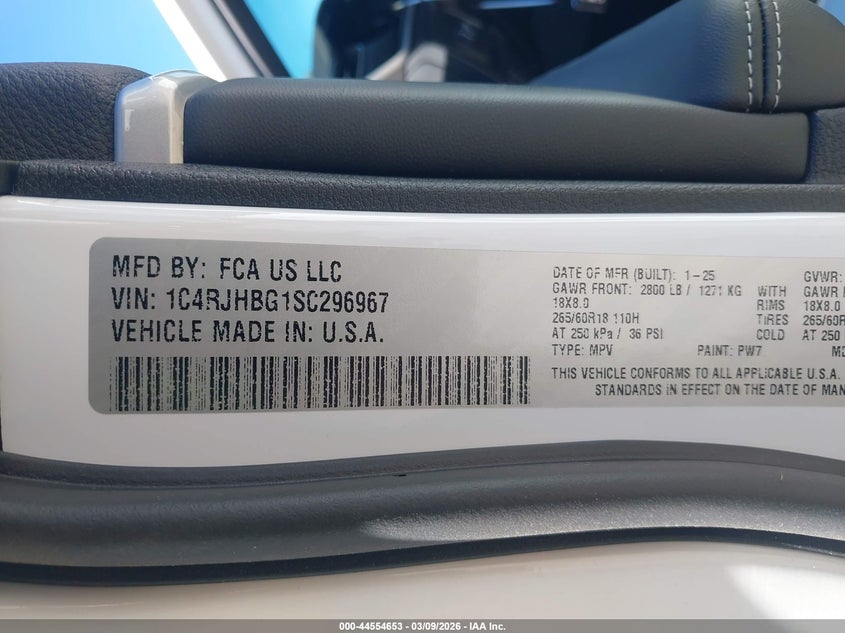 MFD BY: FCA US LLC
VIN: 1C4RJHBG1SC296967
VEHICLE MADE IN: U.S.A.
DATE OF MFR (BUILT): 1-25
GVWR:
GAWR FRONT: 2800 LB / 1271 KG WITH GAWR
18X8.0 RIMS 18X8.0
265/60R18 110H TIRES 265/60R
AT 250 kPa / 36 PSI COLD AT 250
TYPE: MPV PAINT: PW7
THIS VEHICLE CONFORMS TO ALL APPLICABLE U.S.A.
STANDARDS IN EFFECT ON THE DATE OF MAN
000-44554653 | 03/09/2026 - IAA Inc.